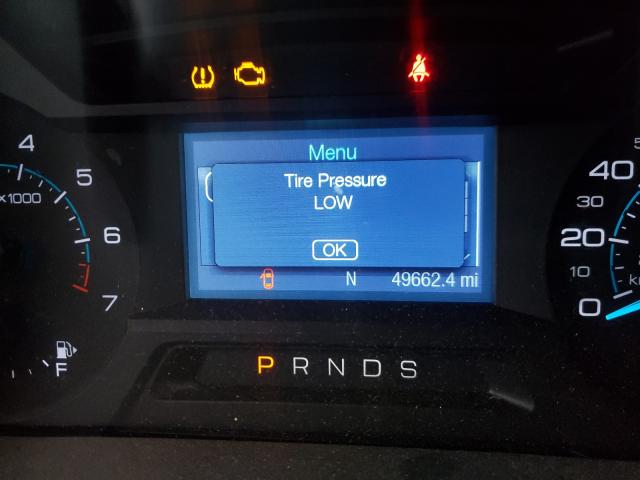 Menu
Tire Pressure
LOW
OK
N 49662.4 mi
4
x1000
5
6
7
F
40
30
20
10
0
P R N D S